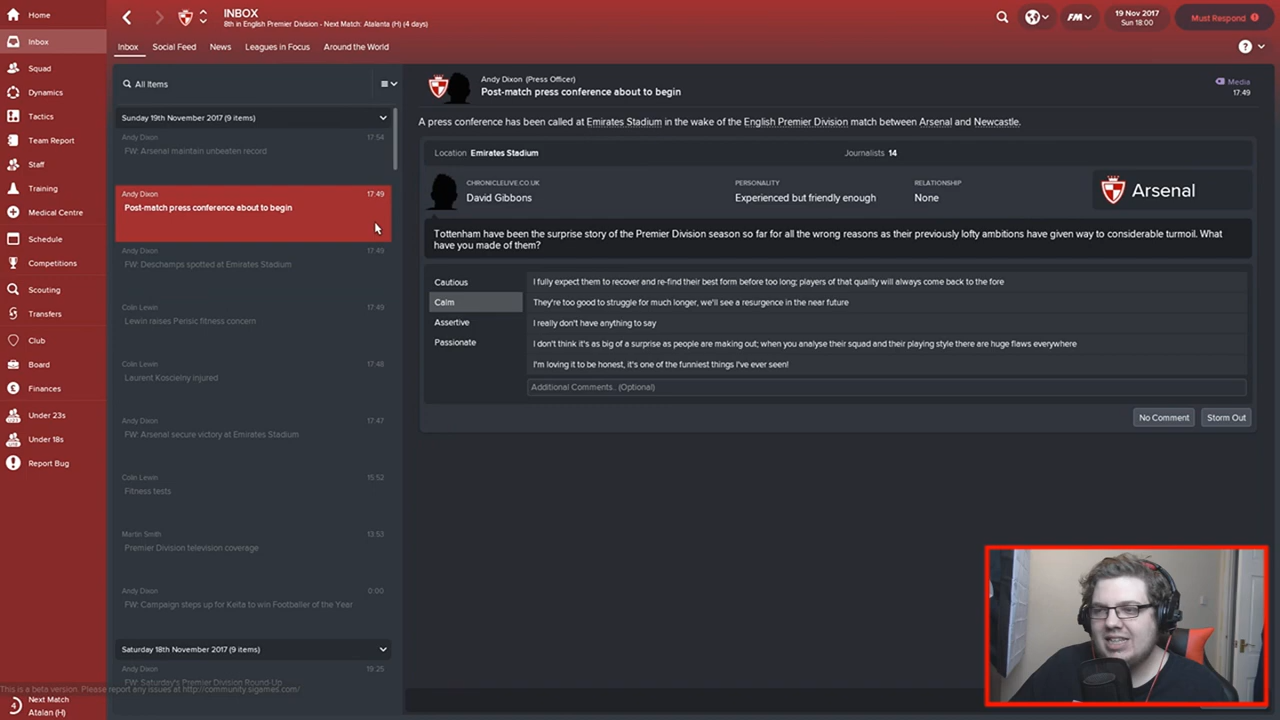 Home
Inbox
Squad
Dynamics
Tactics
Team Report
Staff
Training
Medical Centre
Schedule
Competitions
Scouting
Transfers
Club
Board
Finances
Under 23s
Under 18s
Report Bug
This is a beta version. Please report any issues at http://community.sigames.com/
4
Next Match
Atalan (H)
INBOX
8th in English Premier Division - Next Match: Atalanta (H) (4 days)
FM
19 Nov 2017
Sun 18:00
Must Respond
Inbox
Social Feed
News
Leagues in Focus
Around the World
?
All Items
Sunday 19th November 2017 (9 items)
Andy Dixon 17:54
FW: Arsenal maintain unbeaten record
Andy Dixon 17:49
Post-match press conference about to begin
Andy Dixon 17:49
FW: Deschamps spotted at Emirates Stadium
Colin Lewin 17:49
Lewin raises Perisic fitness concern
Colin Lewin 17:48
Laurent Koscielny injured
Andy Dixon 17:47
FW: Arsenal secure victory at Emirates Stadium
Colin Lewin 15:52
Fitness tests
Martin Smith 13:53
Premier Division television coverage
Andy Dixon 0:00
FW: Campaign steps up for Keita to win Footballer of the Year
Saturday 18th November 2017 (9 items)
Andy Dixon 19:25
FW: Saturday's Premier Division Round-Up
Andy Dixon (Press Officer)
Post-match press conference about to begin
Media
17:49
A press conference has been called at Emirates Stadium in the wake of the English Premier Division match between Arsenal and Newcastle.
Location Emirates Stadium
Journalists 14
CHRONICLELIVE.CO.UK
David Gibbons
PERSONALITY
Experienced but friendly enough
RELATIONSHIP
None
Arsenal
Tottenham have been the surprise story of the Premier Division season so far for all the wrong reasons as their previously lofty ambitions have given way to considerable turmoil. What
have you made of them?
Cautious
Calm
Assertive
Passionate
I fully expect them to recover and re-find their best form before too long; players of that quality will always come back to the fore
They're too good to struggle for much longer, we'll see a resurgence in the near future
I really don't have anything to say
I don't think it's as big of a surprise as people are making out; when you analyse their squad and their playing style there are huge flaws everywhere
I'm loving it to be honest, it's one of the funniest things I've ever seen!
Additional Comments.. (Optional)
No Comment
Storm Out